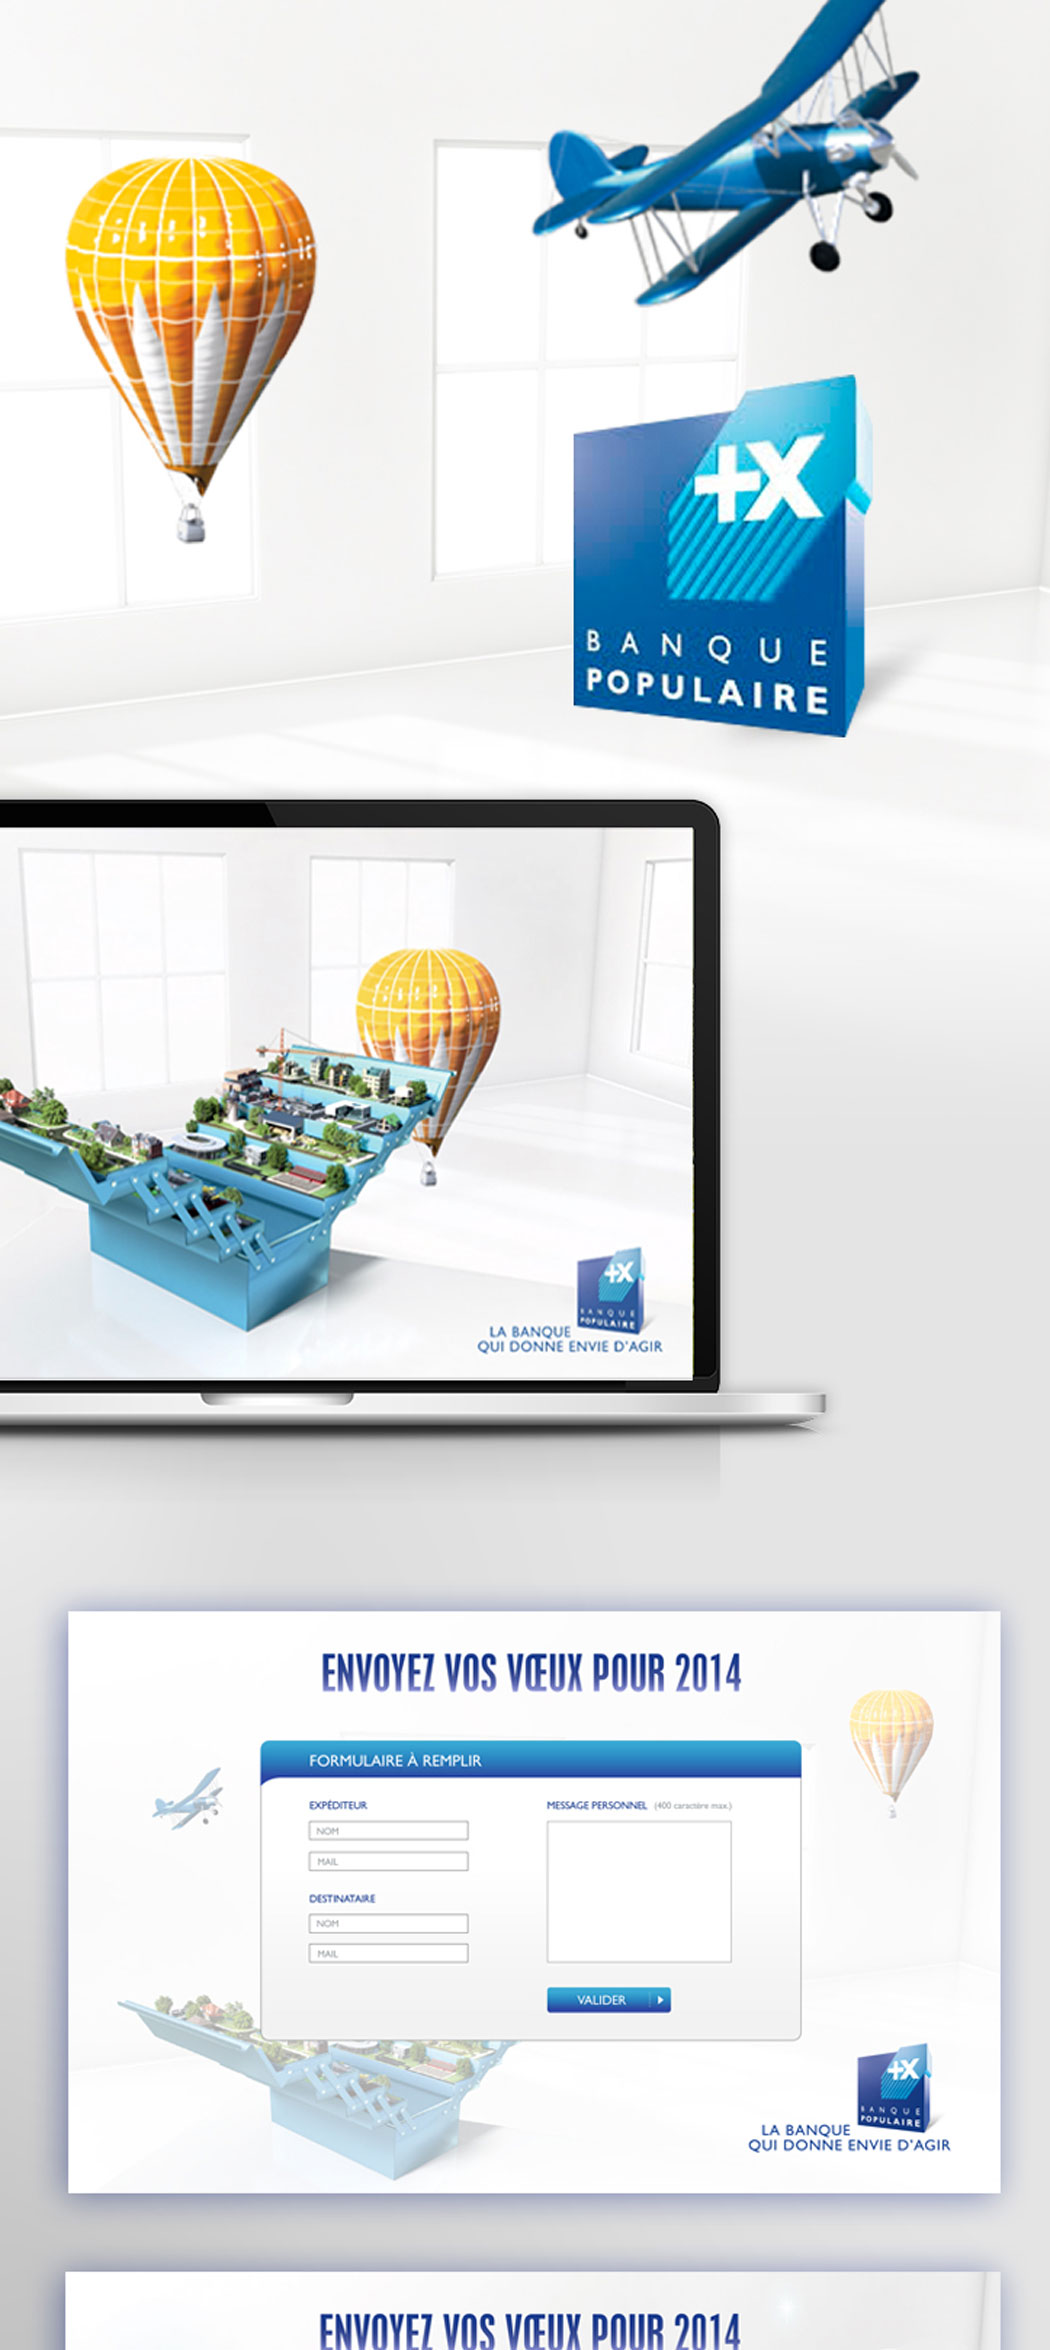 +X
BANQUE
POPULAIRE
+X
BANQUE
POPULAIRE
LA BANQUE
QUI DONNE ENVIE D'AGIR
ENVOYEZ VOS VŒUX POUR 2014
FORMULAIRE À REMPLIR
EXPÉDITEUR
NOM
MAIL
DESTINATAIRE
NOM
MAIL
MESSAGE PERSONNEL (400 caractère max.)
VALIDER
+X
BANQUE
POPULAIRE
LA BANQUE
QUI DONNE ENVIE D'AGIR
ENVOYEZ VOS VŒUX POUR 2014